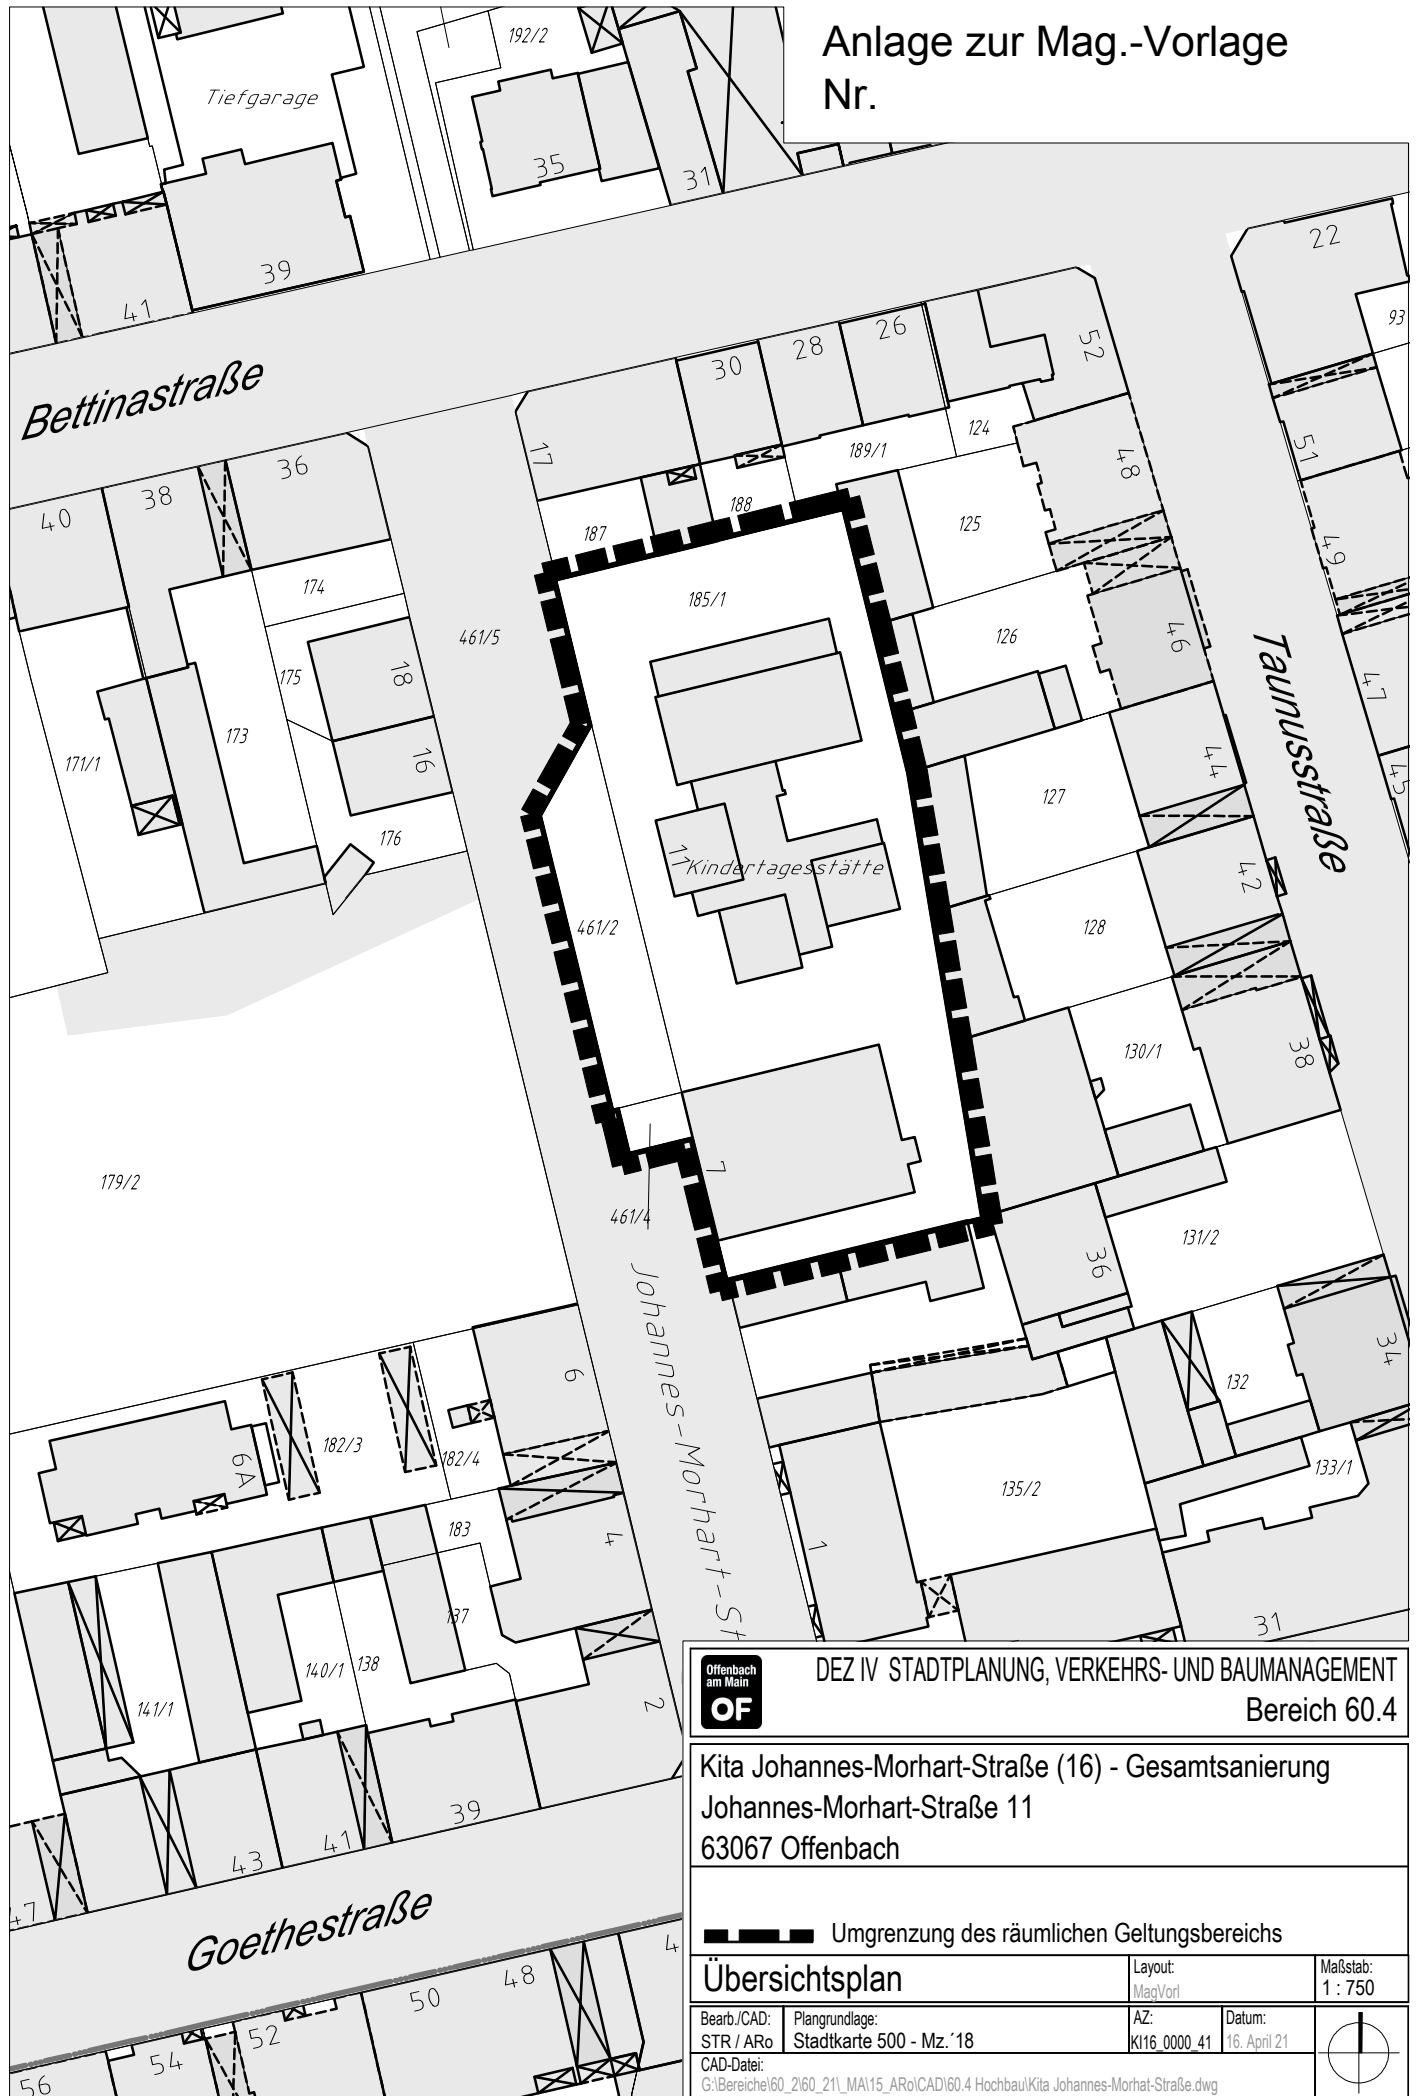 Anlage zur Mag.-Vorlage
Nr.
192/2
Tiefgarage
35
31
39
41
22
93
52
26
28
30
Bettinastraße
17
36
38
40
124
189/1
48
51
188
187
125
49
174
185/1
461/5
126
46
Taunusstraße
18
175
173
171/1
16
47
44
45
127
176
11
Kindertagesstätte
42
461/2
128
130/1
38
179/2
7
461/4
131/2
36
Johannes-Morhart-St
34
6
132
182/3
182/4
6A
133/1
135/2
183
4
1
137
31
140/1
138
141/1
2
39
41
43
47
Goethestraße
48
4
50
52
54
56
Offenbach
am Main
OF
DEZ IV STADTPLANUNG, VERKEHRS- UND BAUMANAGEMENT
Bereich 60.4
Kita Johannes-Morhart-Straße (16) - Gesamtsanierung
Johannes-Morhart-Straße 11
63067 Offenbach
Umgrenzung des räumlichen Geltungsbereichs
Übersichtsplan
Layout:
MagVorl
Maßstab:
1 : 750
Bearb./CAD:
STR / ARo
Plangrundlage:
Stadtkarte 500 - Mz.´18
AZ:
KI16_0000_41
Datum:
16. April 21
CAD-Datei:
G:\Bereiche\60_2\60_21\_MA\15_ARo\CAD\60.4 Hochbau\Kita Johannes-Morhat-Straße.dwg